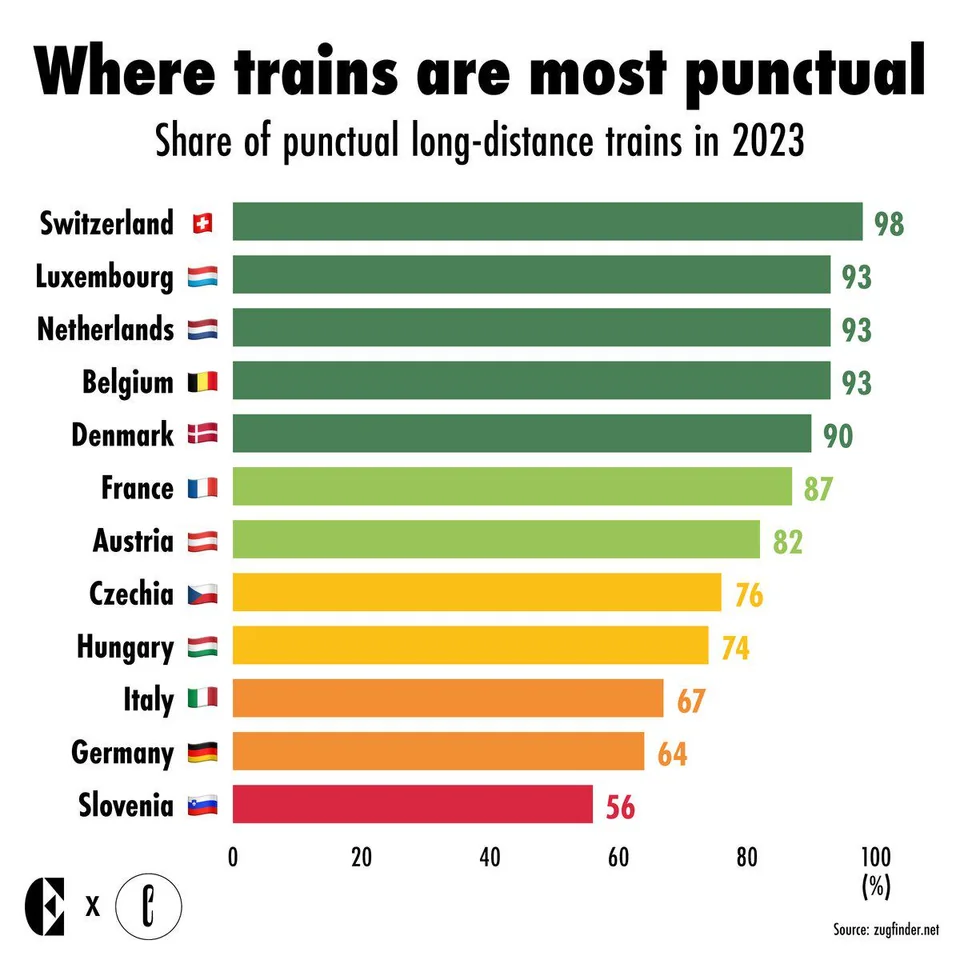 Where trains are most punctual
Share of punctual long-distance trains in 2023
Switzerland 98
Luxembourg 93
Netherlands 93
Belgium 93
Denmark 90
France 87
Austria 82
Czechia 76
Hungary 74
Italy 67
Germany 64
Slovenia 56
0 20 40 60 80 100
(%)
X
Source: zugfinder.net